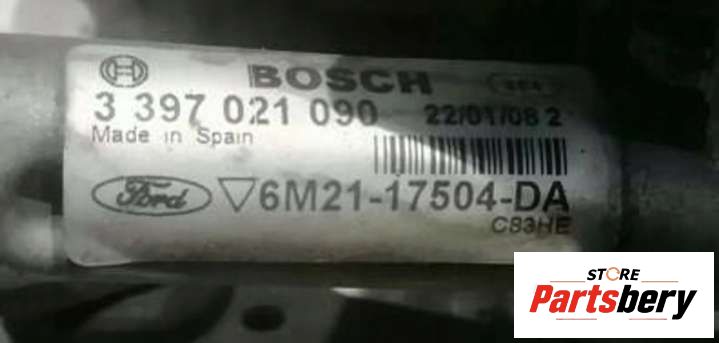 BOSCH
3 397 021 090 22/01/08 2
Made in Spain
Ford 6M21-17504-DA
C83HE
STORE
Partsbery